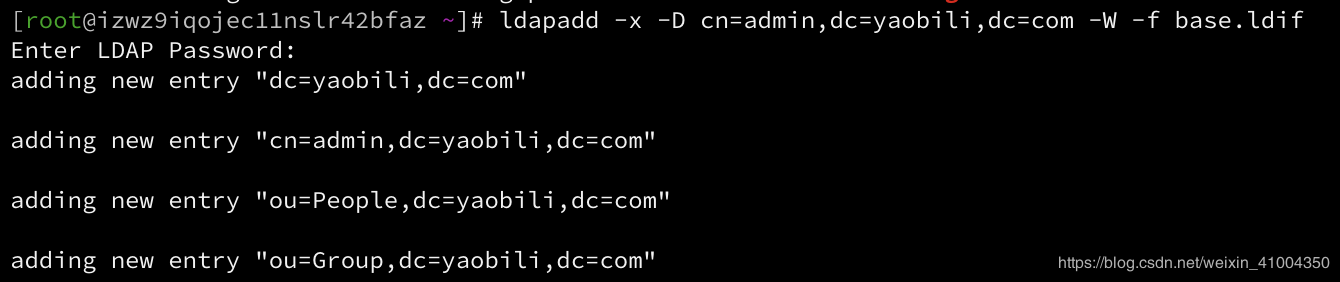 [root@izwz9iqojec11nslr42bfaz ~]# ldapadd -x -D cn=admin,dc=yaobili,dc=com -W -f base.ldif
Enter LDAP Password:
adding new entry "dc=yaobili,dc=com"
adding new entry "cn=admin,dc=yaobili,dc=com"
adding new entry "ou=People,dc=yaobili,dc=com"
adding new entry "ou=Group,dc=yaobili,dc=com"
https://blog.csdn.net/weixin_41004350